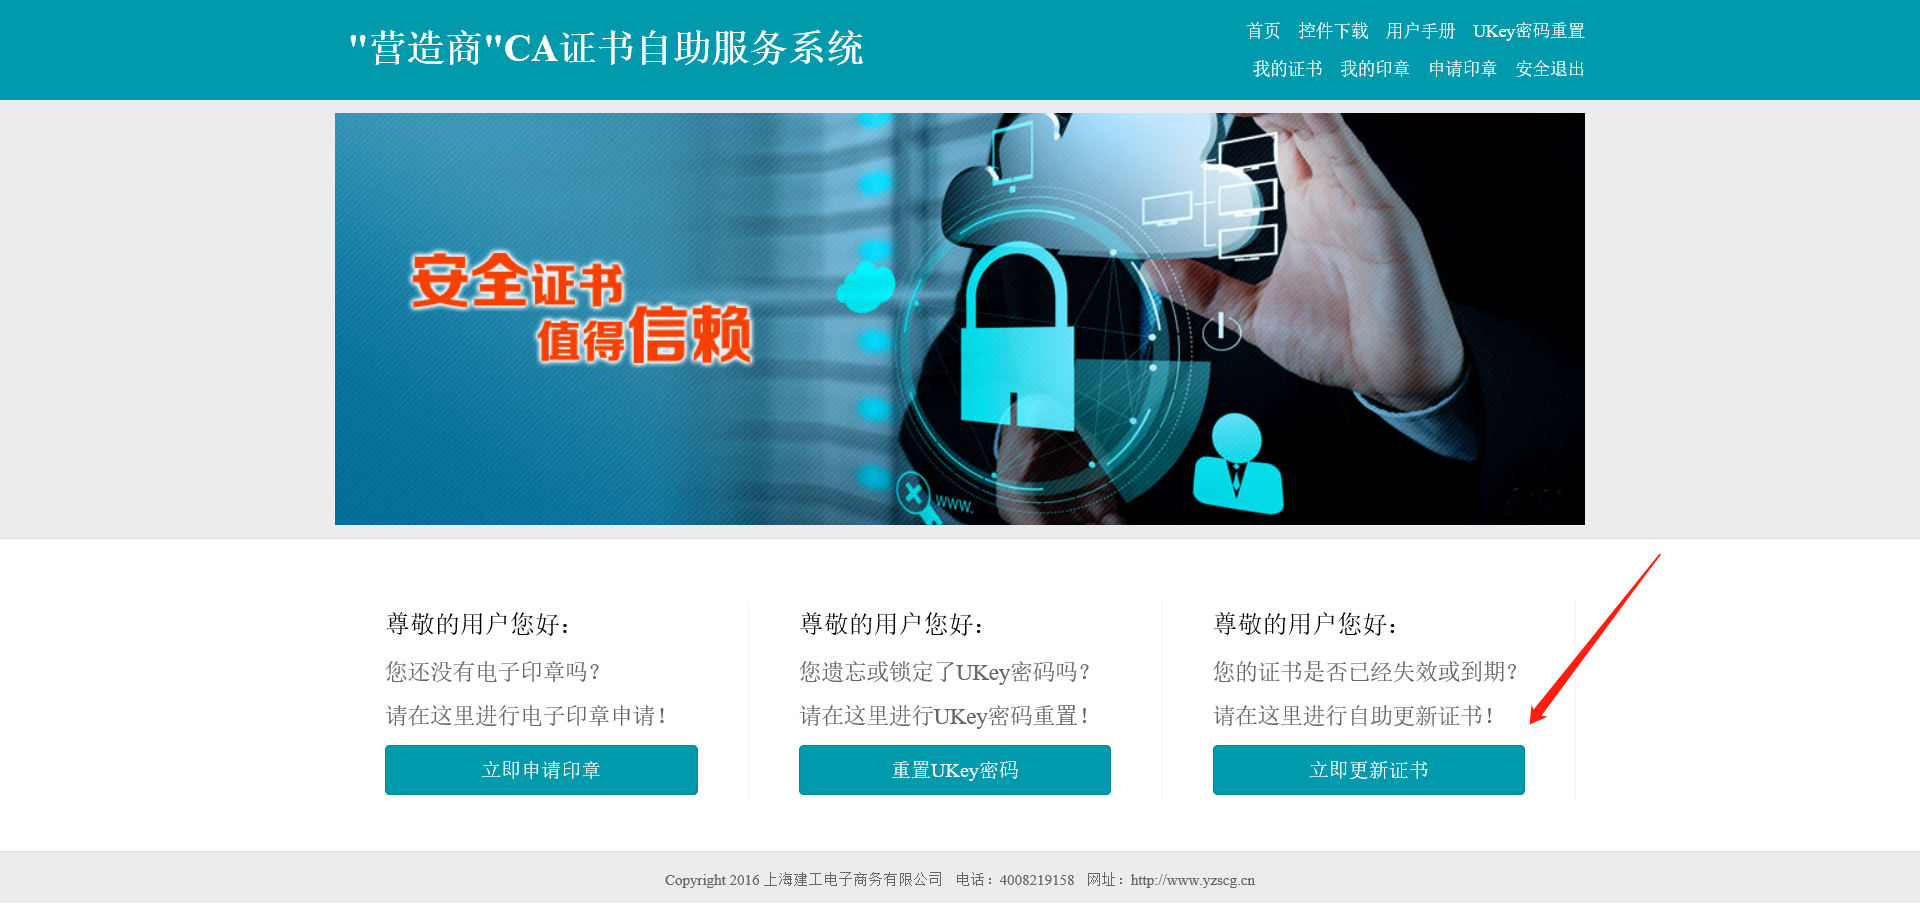 "营造商"CA证书自助服务系统
首页 控件下载 用户手册 UKey密码重置
我的证书 我的印章 申请印章 安全退出
安全证书
值得信赖
www.
尊敬的用户您好：
您还没有电子印章吗？
请在这里进行电子印章申请！
立即申请印章
尊敬的用户您好：
您遗忘或锁定了UKey密码吗？
请在这里进行UKey密码重置！
重置UKey密码
尊敬的用户您好：
您的证书是否已经失效或到期？
请在这里进行自助更新证书！
立即更新证书
Copyright 2016 上海建工电子商务有限公司 电话：4008219158 网址：http://www.yzscg.cn